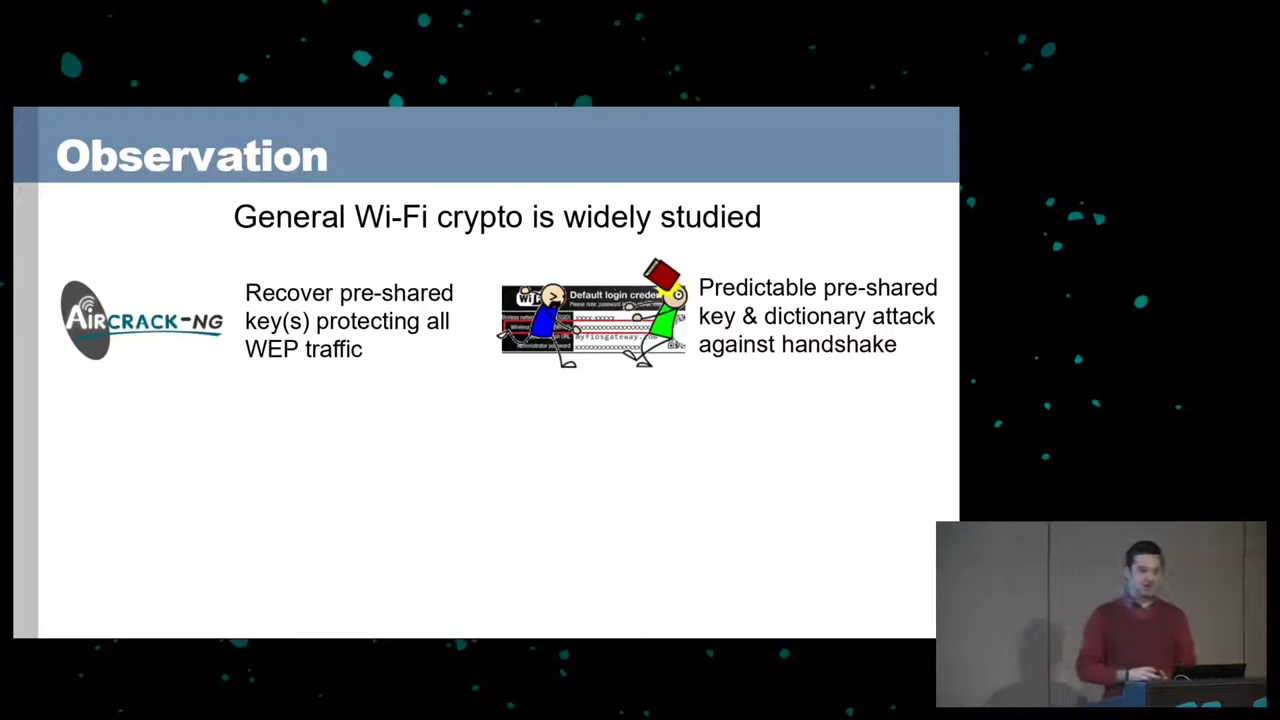 Observation
General Wi-Fi crypto is widely studied
AIRCRACK-NG
Recover pre-shared
key(s) protecting all
WEP traffic
Default login
Predictable pre-shared
key & dictionary attack
against handshake